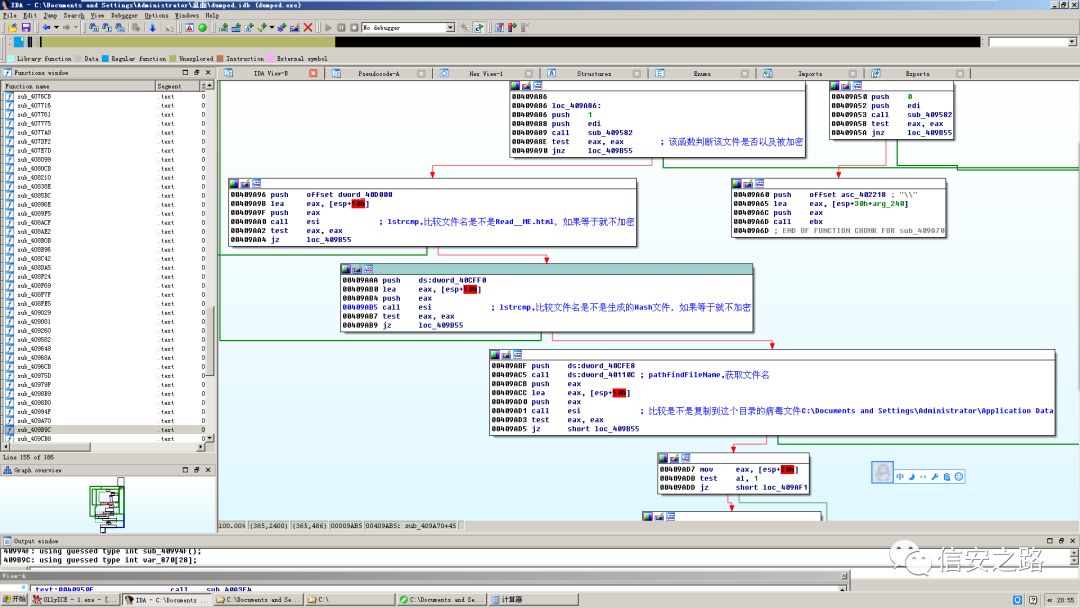 IDA - C:\Documents and Settings\Administrator\桌面\dumped.idb (dumped.exe)
File Edit Jump Search View Debugger Options Windows Help
No debugger
Library function Data Regular function Unexplored Instruction External symbol
Functions window
IDA View-B
Pseudocode-A
Hex View-1
Structures
Enums
Imports
Exports
Function name Segment
sub_4076CB .text 0
sub_407716 .text 0
sub_407761 .text 0
sub_407775 .text 0
sub_4077A8 .text 0
sub_407DF2 .text 0
sub_407E7D .text 0
sub_408099 .text 0
sub_4080CB .text 0
sub_408210 .text 0
sub_40838E .text 0
sub_4085DC .text 0
sub_40896E .text 0
sub_4089F5 .text 0
sub_408ACF .text 0
sub_408AE2 .text 0
sub_408B0B .text 0
sub_408B96 .text 0
sub_408C42 .text 0
sub_408DA5 .text 0
sub_408F24 .text 0
sub_408F69 .text 0
sub_408F7F .text 0
sub_408FE5 .text 0
sub_409029 .text 0
sub_409081 .text 0
sub_409260 .text 0
sub_409582 .text 0
sub_409648 .text 0
sub_40968A .text 0
sub_4096CB .text 0
sub_40975D .text 0
sub_40979F .text 0
sub_4098B9 .text 0
sub_4098D0 .text 0
sub_40994F .text 0
sub_409A70 .text 0
sub_409B9C .text 0
sub_409CB8 .text 0
Line 155 of 186
Graph overview
00409A86
00409A86 loc_409A86:
00409A86 push 1
00409A88 push edi
00409A89 call sub_409582
00409A8E test eax, eax ; 该函数判断该文件是否以及被加密
00409A90 jnz loc_409B55
00409A50 push 0
00409A52 push edi
00409A53 call sub_409582
00409A58 test eax, eax
00409A5A jnz loc_409B55
00409A96 push offset dword_40D000
00409A9B lea eax, [esp+50h]
00409A9F push eax
00409AA0 call esi ; lstrcmp,比较文件名是不是Read__ME.html, 如果等于就不加密
00409AA2 test eax, eax
00409AA4 jz loc_409B55
00409A60 push offset asc_402218 ; "\\"
00409A65 lea eax, [esp+30h+arg_240]
00409A6C push eax
00409A6D call ebx
00409A6D ; END OF FUNCTION CHUNK FOR sub_409A70
00409AAA push ds:dword_40CFF0
00409AB0 lea eax, [esp+50h]
00409AB4 push eax
00409AB5 call esi ; lstrcmp,比较文件名是不是生成的Hash文件, 如果等于就不加密
00409AB7 test eax, eax
00409AB9 jz loc_409B55
00409ABF push ds:dword_40CFE8
00409AC5 call ds:dword_40110C ; pathfindFileName,获取文件名
00409ACB push eax
00409ACC lea eax, [esp+50h]
00409AD0 push eax
00409AD1 call esi ; 比较是不是复制到这个目录的病毒文件C:\Documents and Settings\Administrator\Application Data
00409AD3 test eax, eax
00409AD5 jz short loc_409B55
00409AD7 mov eax, [esp+20h]
00409ADB test al, 1
00409ADD jz short loc_409AF1
中
100.00% (385,2400) (365,486) 00009AB5 00409AB5: sub_409A70+45
Output window
40994F: using guessed type int sub_40994F();
409B9C: using guessed type int var_870[28];
View-A
text:0040950F call sub_4093F4
信安之路
开始
OllyICE - 1.exe - [...
IDA - C:\Documents ...
C:\Documents and Se...
C:\
C:\Documents and Se...
计算器
20:55